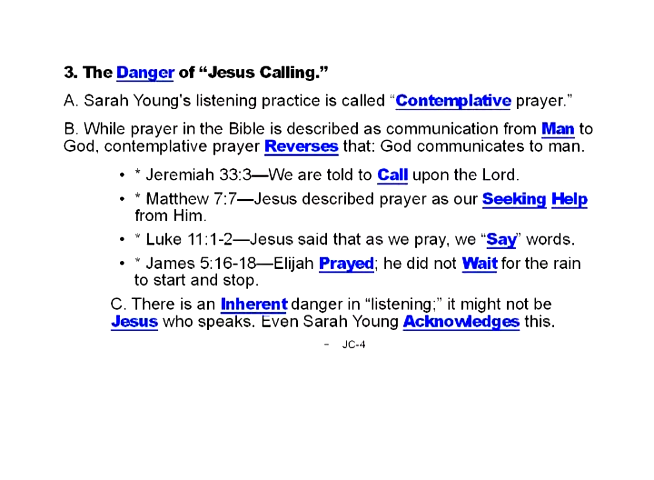 3. The Danger of “Jesus Calling.”
A. Sarah Young’s listening practice is called “Contemplative prayer.”
B. While prayer in the Bible is described as communication from Man to
God, contemplative prayer Reverses that: God communicates to man.
• * Jeremiah 33:3—We are told to Call upon the Lord.
• * Matthew 7:7—Jesus described prayer as our Seeking Help
from Him.
• * Luke 11:1-2—Jesus said that as we pray, we “Say” words.
• * James 5:16-18—Elijah Prayed; he did not Wait for the rain
to start and stop.
C. There is an Inherent danger in “listening;” it might not be
Jesus who speaks. Even Sarah Young Acknowledges this.
– JC-4